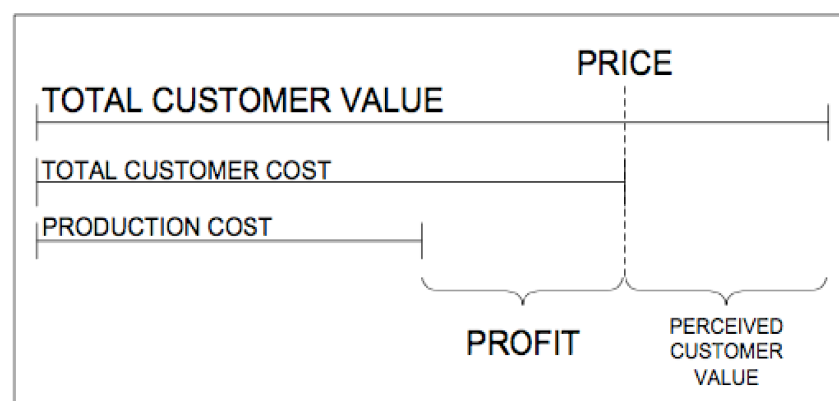 PRICE
TOTAL CUSTOMER VALUE
TOTAL CUSTOMER COST
PRODUCTION COST
PROFIT
PERCEIVED
CUSTOMER
VALUE